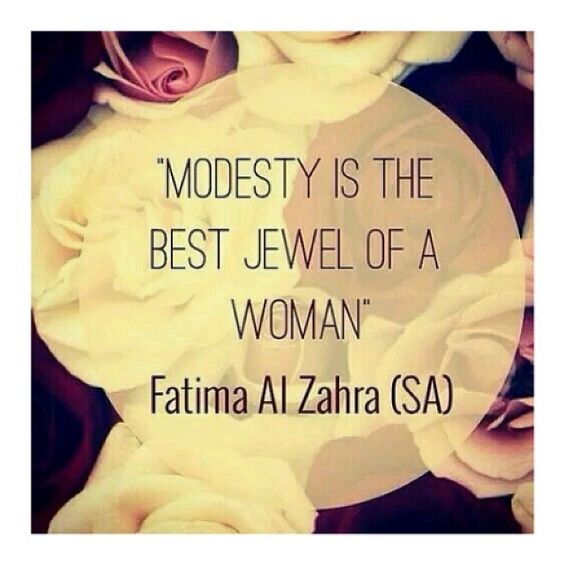 "MODESTY IS THE
BEST JEWEL OF A
WOMAN"
Fatima Al Zahra (SA)